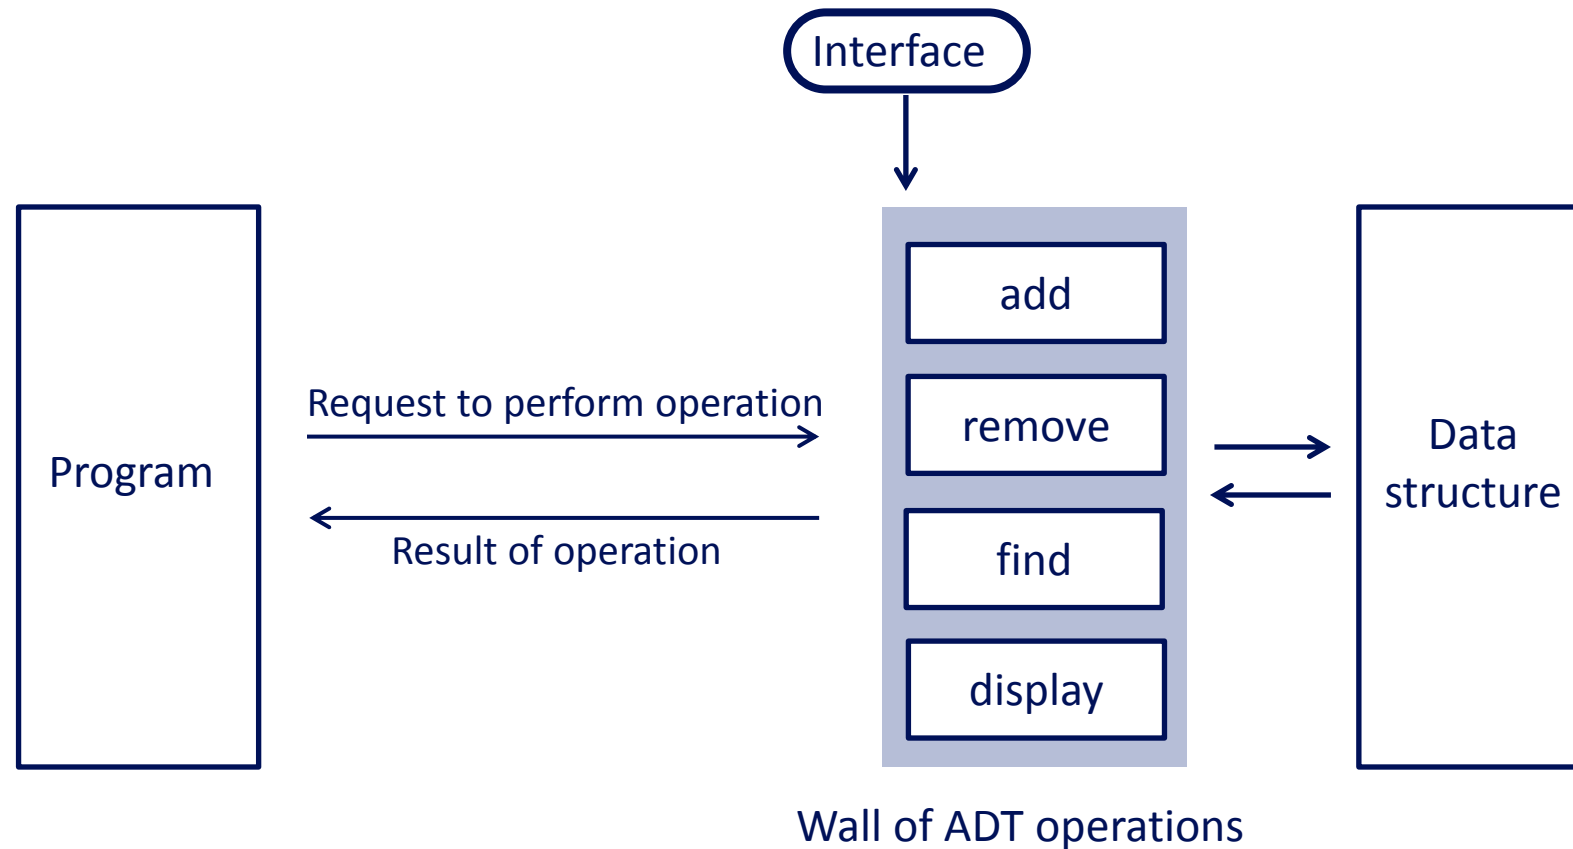 Interface
add
Request to perform operation
remove
Program
Data
structure
Result of operation
find
display
Wall of ADT operations